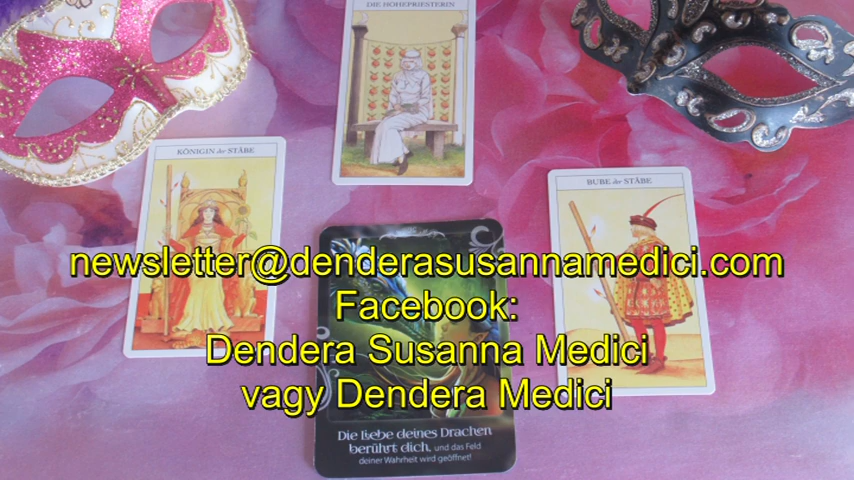 DIE HOHEPRIESTERIN
KÖNIGIN der STÄBE
BUBE der STÄBE
newsletter@denderasusannamedici.com
Facebook:
Dendera Susanna Medici
vagy Dendera Medici
Die Liebe deines Drachen
berührt dich, und das Feld
deiner Wahrheit wird geöffnet!